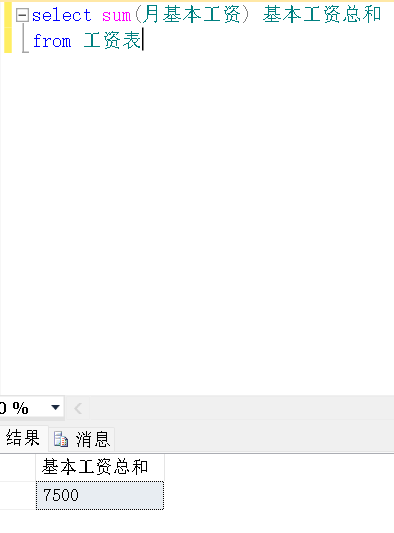 select sum(月基本工资) 基本工资总和
from 工资表
0 %
结果 消息
基本工资总和
7500